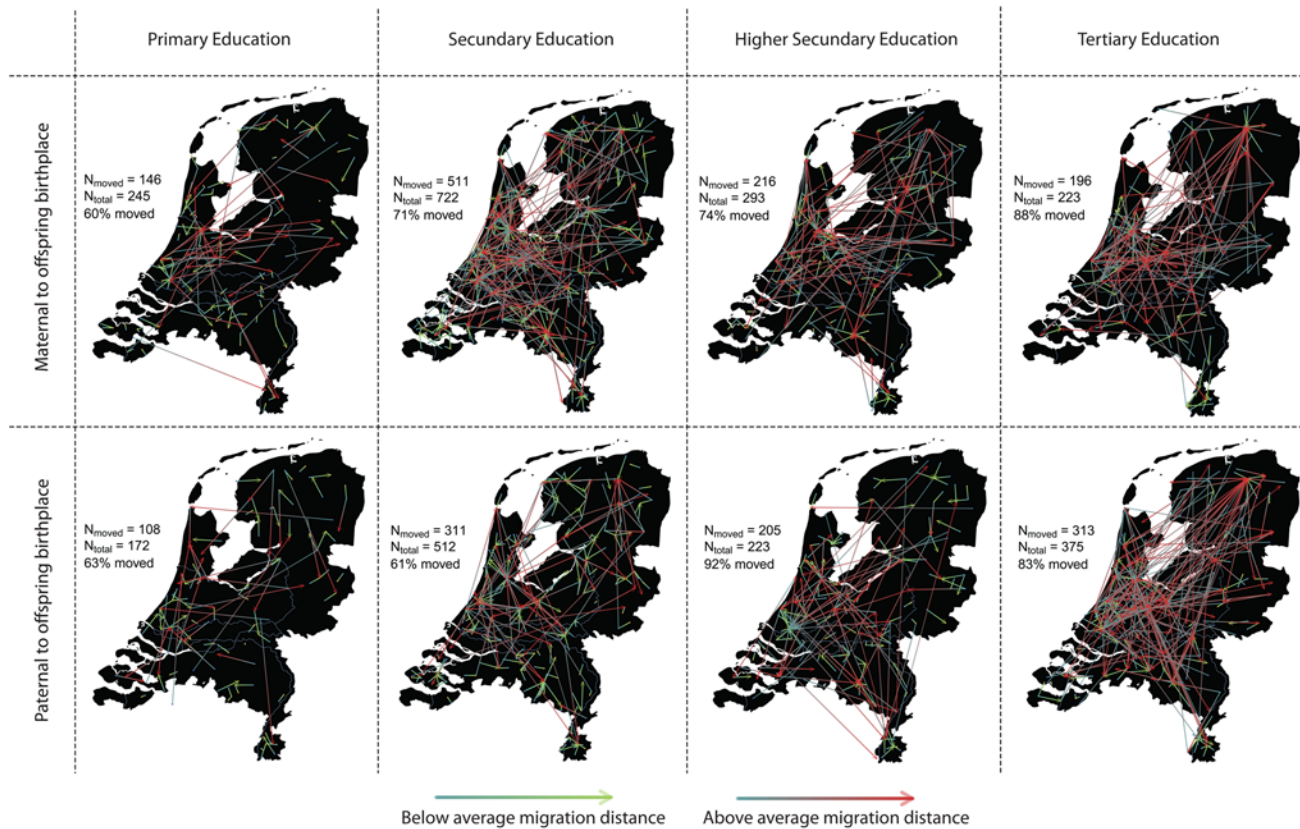 Primary Education
Secundary Education
Higher Secundary Education
Tertiary Education
Maternal to offspring birthplace
Nmoved = 146
Ntotal = 245
60% moved
Nmoved = 511
Ntotal = 722
71% moved
Nmoved = 216
Ntotal = 293
74% moved
Nmoved = 196
Ntotal = 223
88% moved
Paternal to offspring birthplace
Nmoved = 108
Ntotal = 172
63% moved
Nmoved = 311
Ntotal = 512
61% moved
Nmoved = 205
Ntotal = 223
92% moved
Nmoved = 313
Ntotal = 375
83% moved
Below average migration distance
Above average migration distance